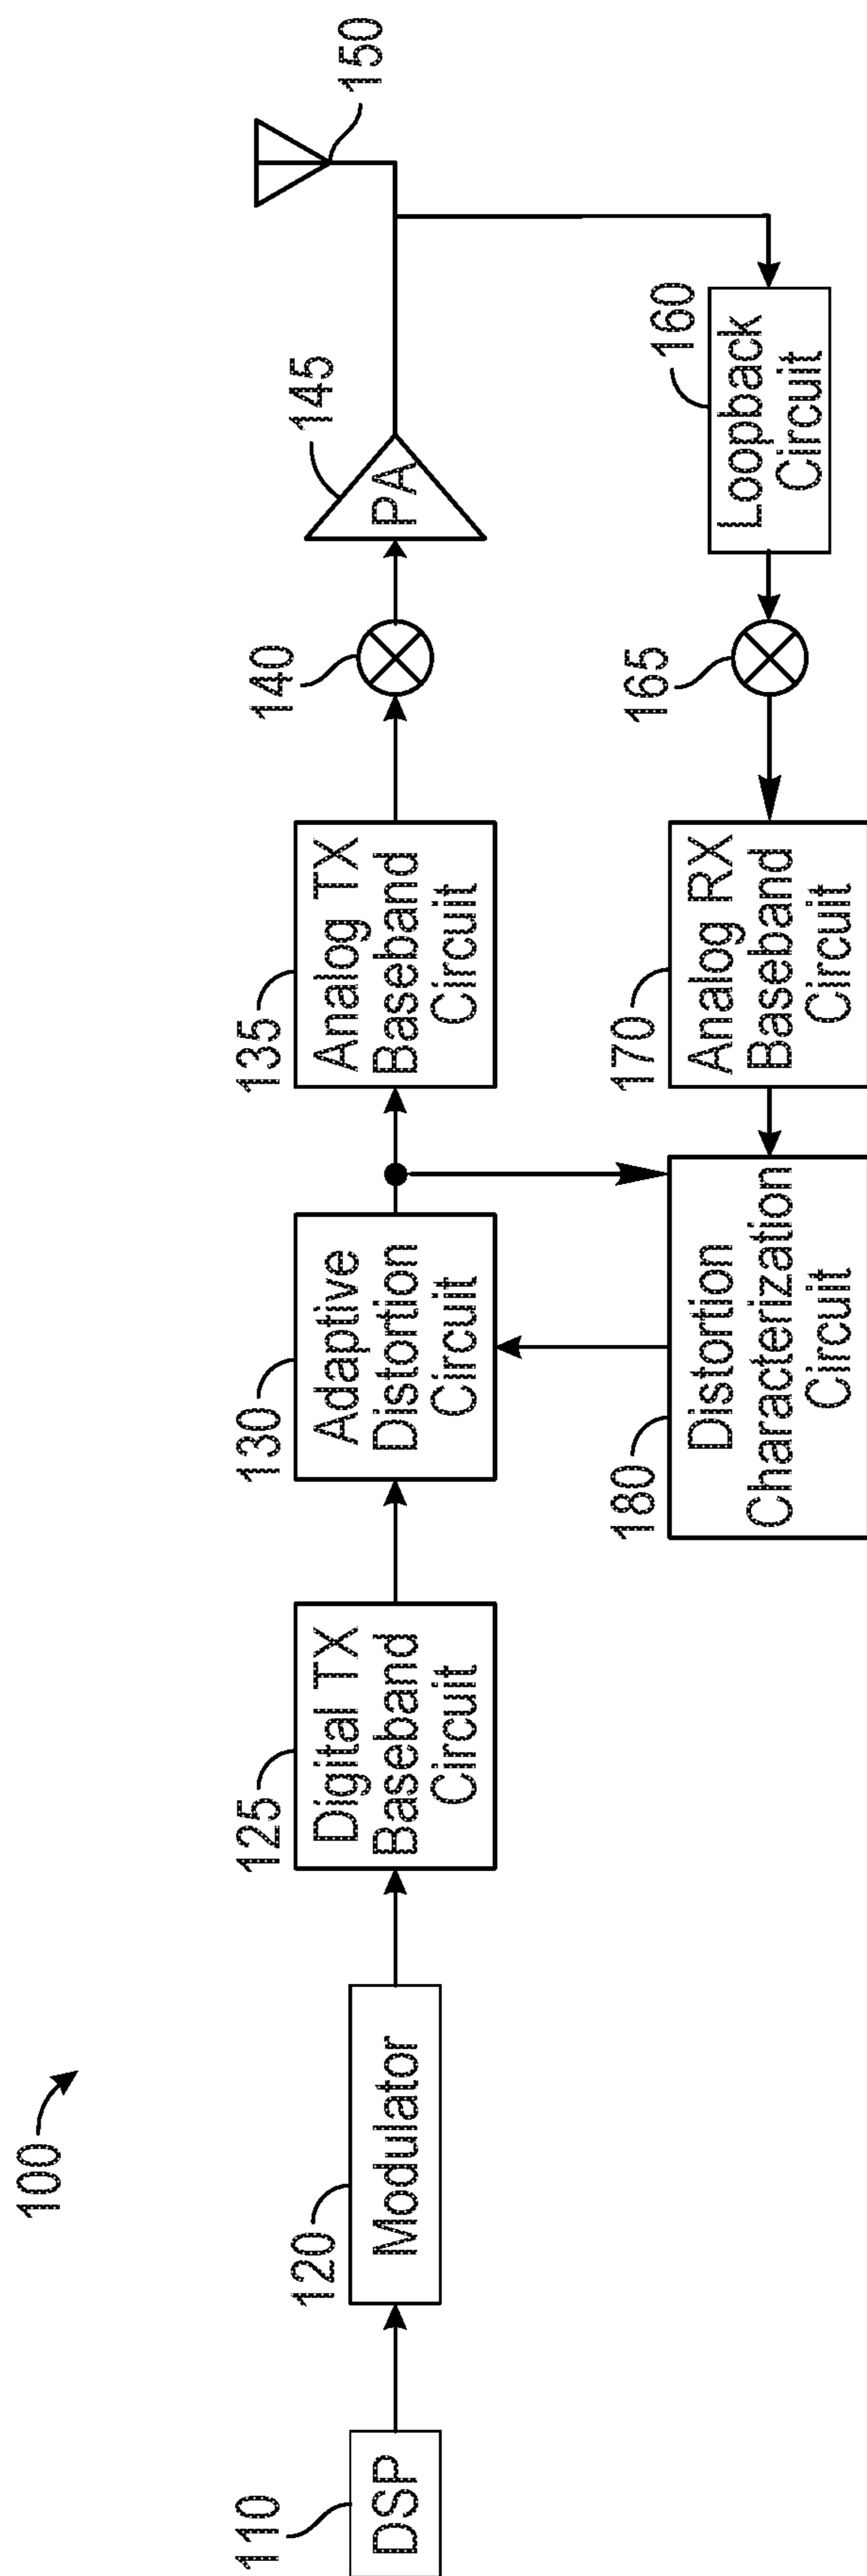 100
110
DSP
120
Modulator
125
Digital TX
Baseband
Circuit
130
Adaptive
Distortion
Circuit
135
Analog TX
Baseband
Circuit
140
145
PA
150
160
Loopback
Circuit
165
170
Analog RX
Baseband
Circuit
180
Distortion
Characterization
Circuit